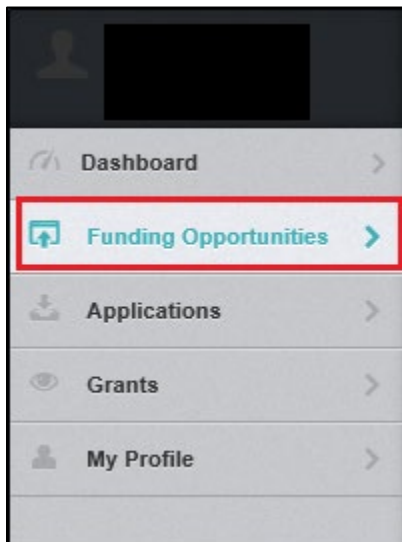 Dashboard
Funding Opportunities
Applications
Grants
My Profile